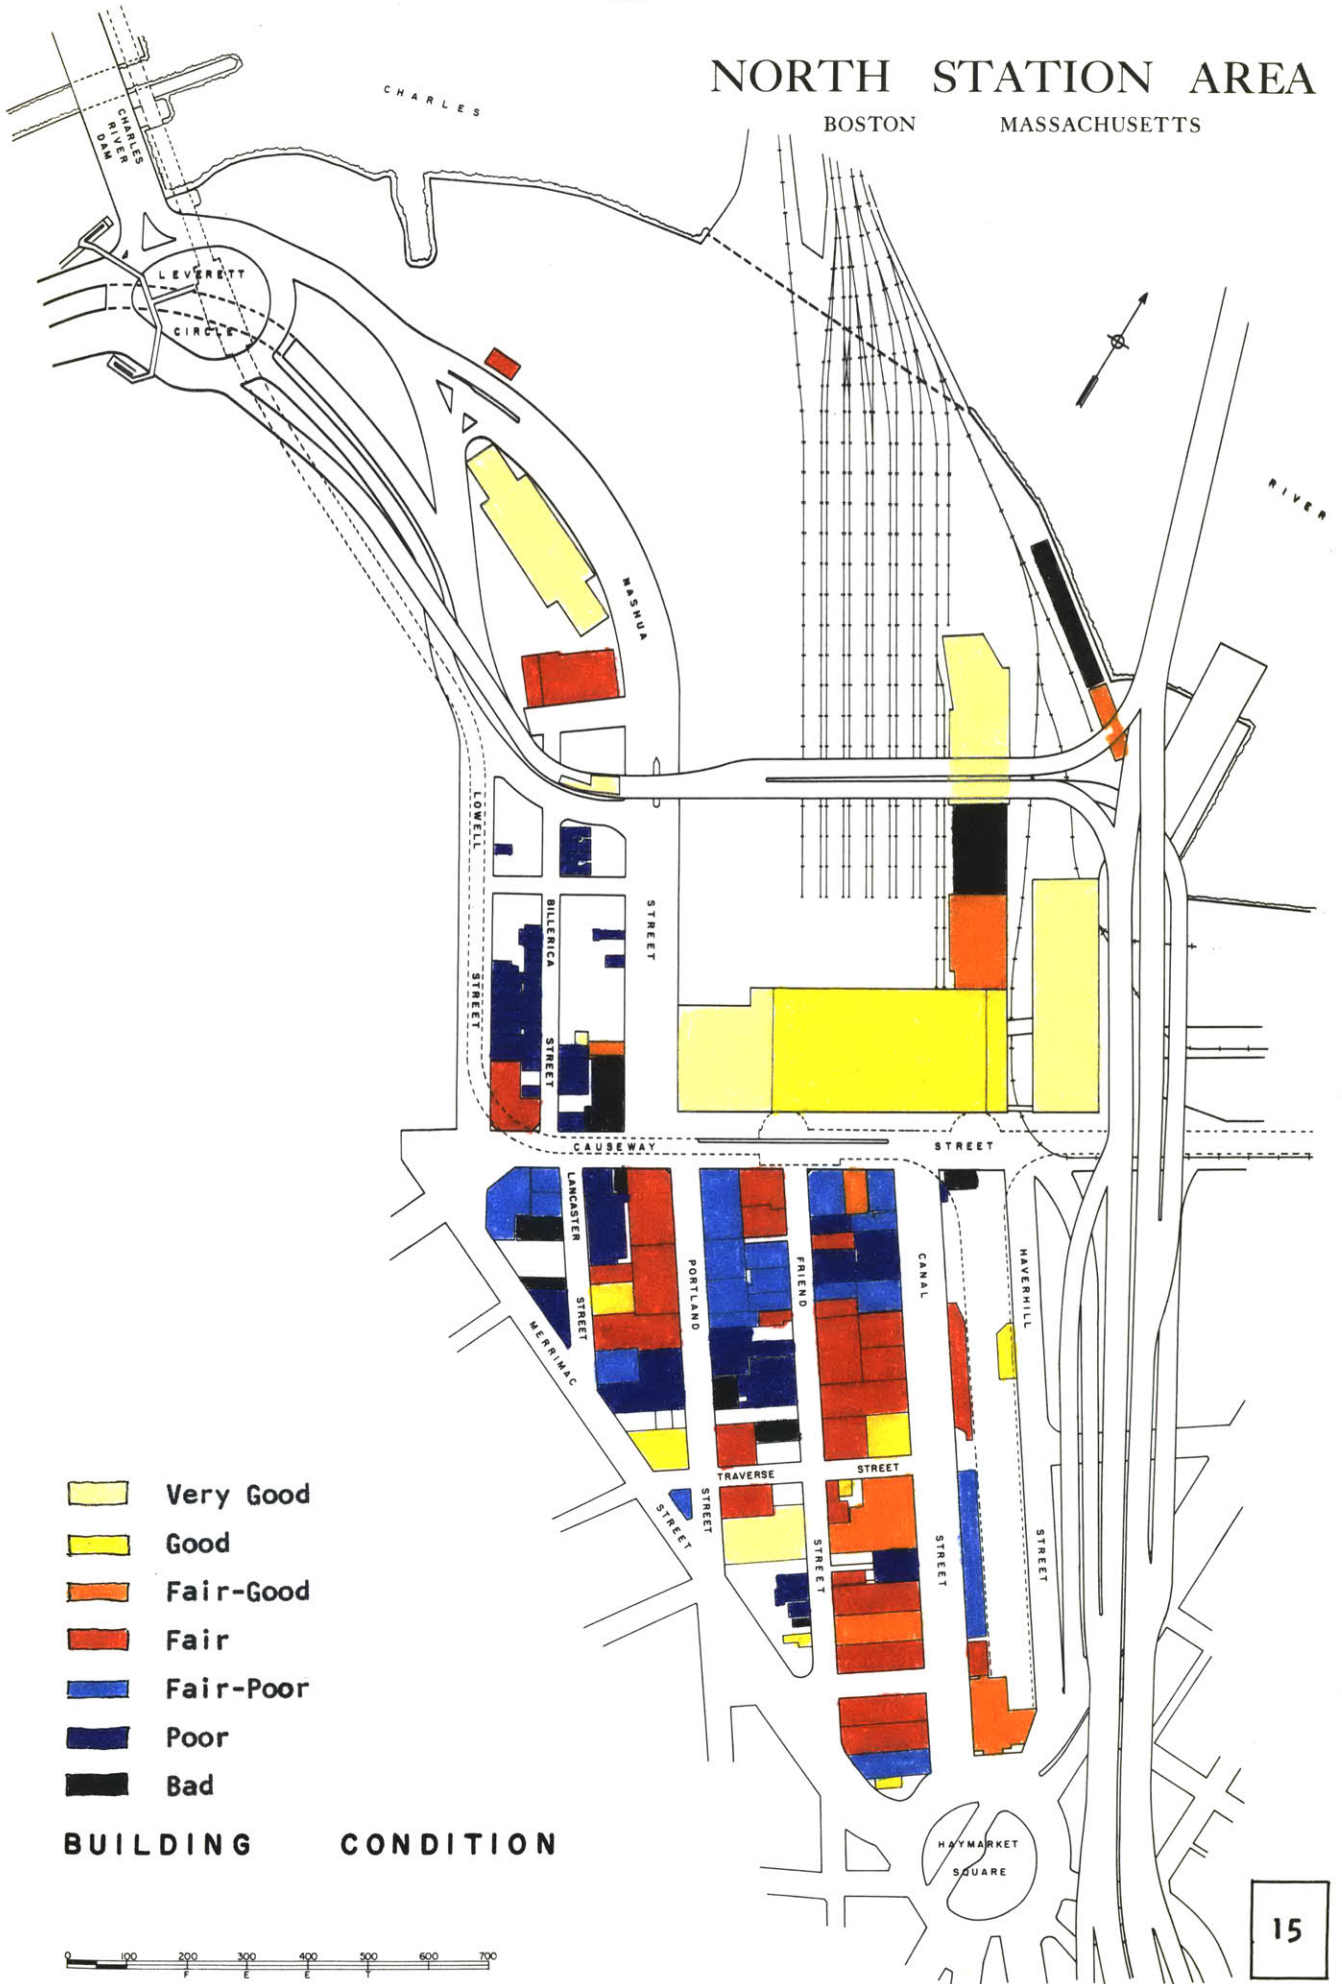 NORTH STATION AREA
BOSTON MASSACHUSETTS
CHARLES
CHARLES
RIVER
DAM
LEVERETT
CIRCLE
RIVER
NASHUA
STREET
LOWELL
STREET
BILLERICA
STREET
CAUSEWAY STREET
LANCASTER
STREET
MERRIMAC
STREET
PORTLAND
STREET
FRIEND
STREET
CANAL
STREET
HAVERHILL
STREET
TRAVERSE STREET
HAYMARKET
SQUARE
Very Good
Good
Fair-Good
Fair
Fair-Poor
Poor
Bad
BUILDING CONDITION
0 100 200 300 400 500 600 700
FEET
15